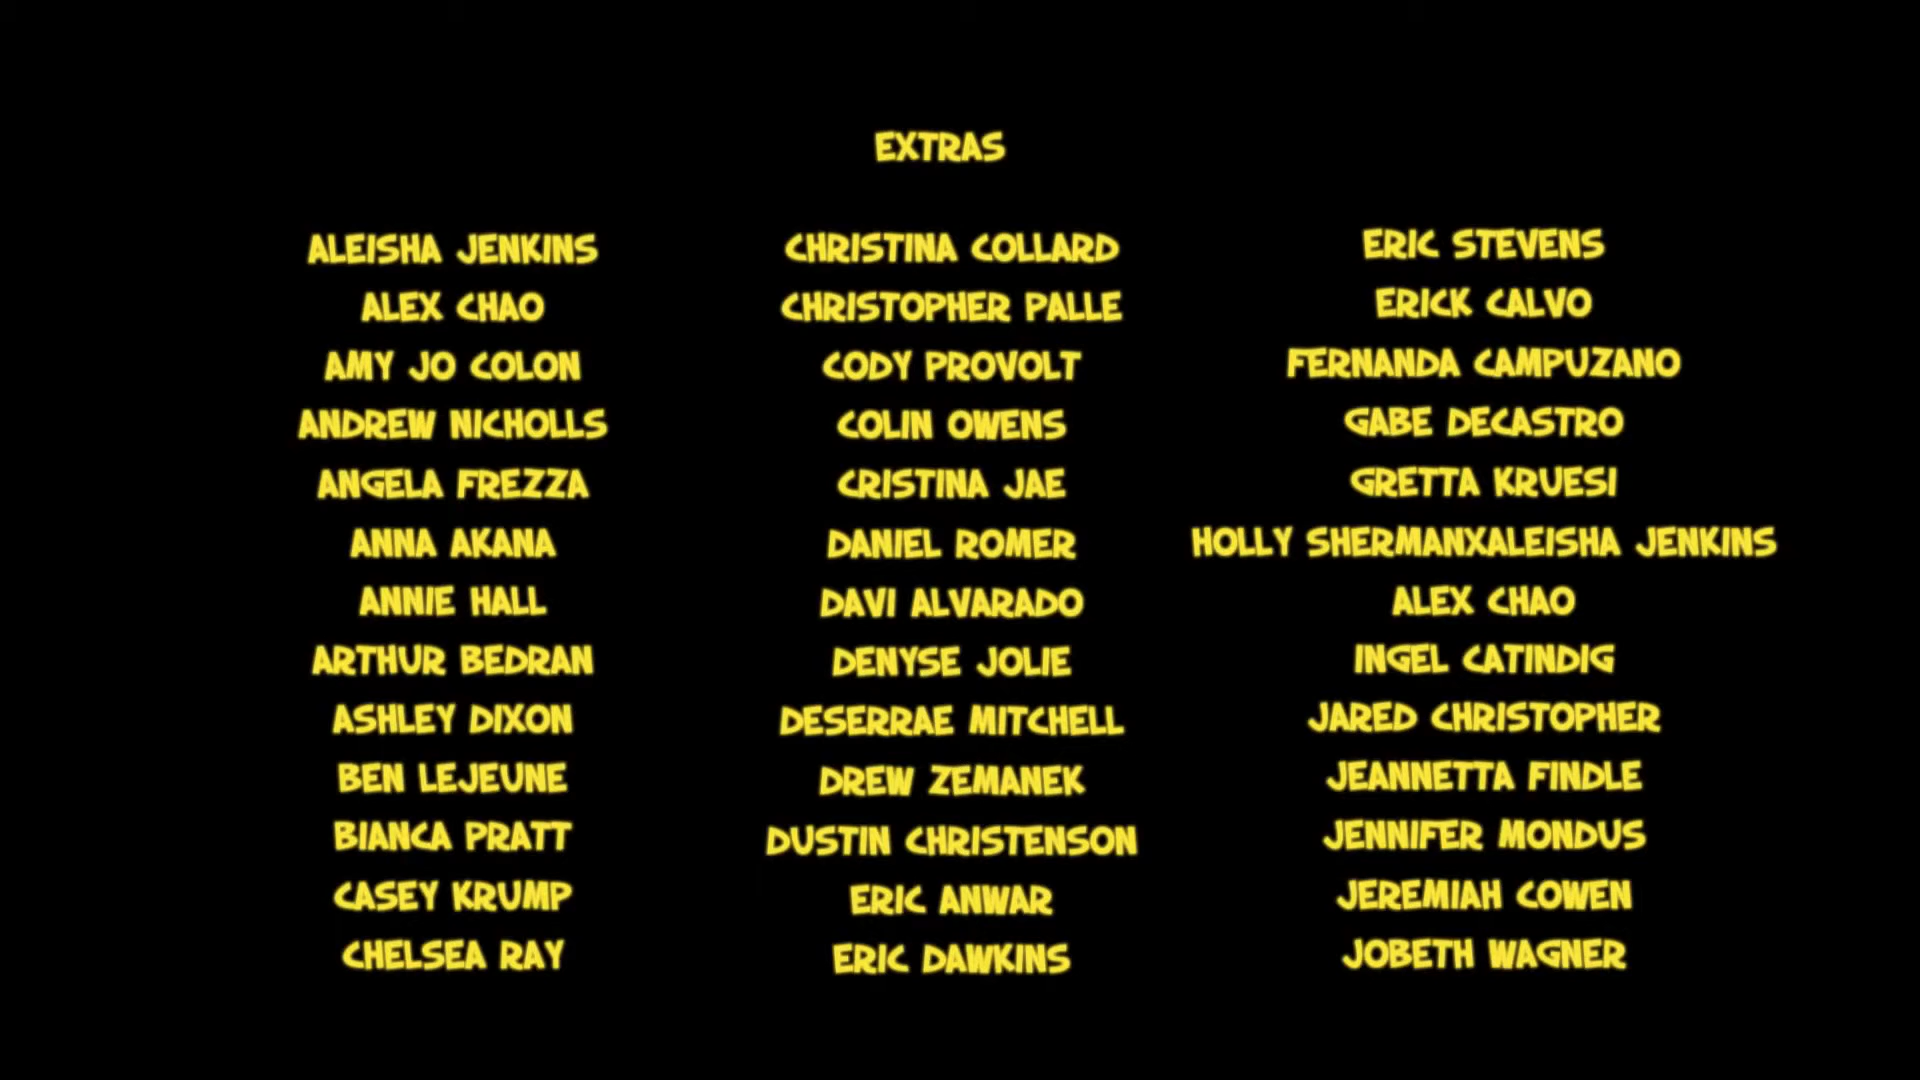 EXTRAS
ALEISHA JENKINS
ALEX CHAO
AMY JO COLON
ANDREW NICHOLLS
ANGELA FREZZA
ANNA AKANA
ANNIE HALL
ARTHUR BEDRAN
ASHLEY DIXON
BEN LEJEUNE
BIANCA PRATT
CASEY KRUMP
CHELSEA RAY
CHRISTINA COLLARD
CHRISTOPHER PALLE
CODY PROVOLT
COLIN OWENS
CRISTINA JAE
DANIEL ROMER
DAVI ALVARADO
DENYSE JOLIE
DESERRAE MITCHELL
DREW ZEMANEK
DUSTIN CHRISTENSON
ERIC ANWAR
ERIC DAWKINS
ERIC STEVENS
ERICK CALVO
FERNANDA CAMPUZANO
GABE DECASTRO
GRETTA KRUESI
HOLLY SHERMANXALEISHA JENKINS
ALEX CHAO
INGEL CATINDIG
JARED CHRISTOPHER
JEANNETTA FINDLE
JENNIFER MONDUS
JEREMIAH COWEN
JOBETH WAGNER